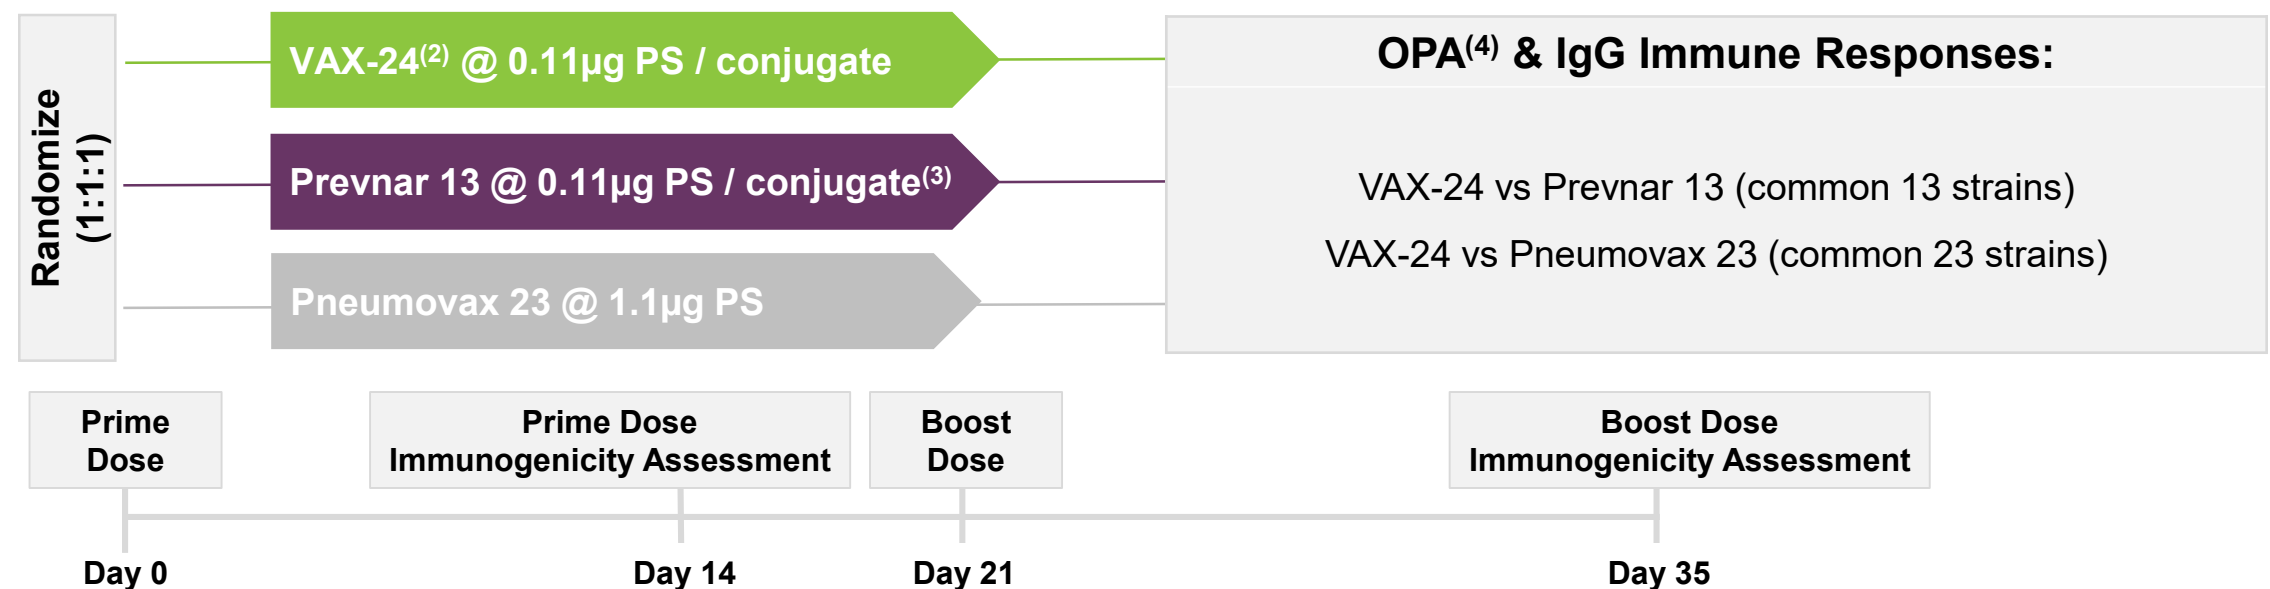 Randomize
(1:1:1)
VAX-24(2) @ 0.11µg PS / conjugate
Prevnar 13 @ 0.11µg PS / conjugate(3)
Pneumovax 23 @ 1.1µg PS
OPA(4) & IgG Immune Responses:
VAX-24 vs Prevnar 13 (common 13 strains)
VAX-24 vs Pneumovax 23 (common 23 strains)
Prime
Dose
Prime Dose
Immunogenicity Assessment
Boost
Dose
Boost Dose
Immunogenicity Assessment
Day 0
Day 14
Day 21
Day 35